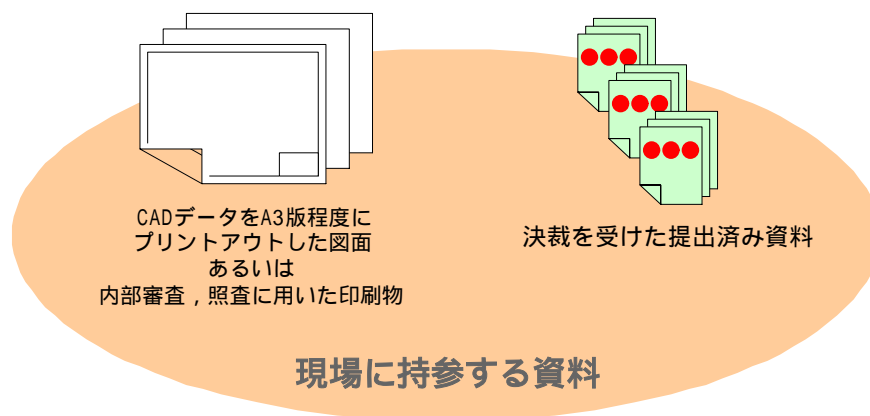 CADデータをA3版程度に
プリントアウトした図面
あるいは
内部審査，照査に用いた印刷物
決裁を受けた提出済み資料
現場に持参する資料